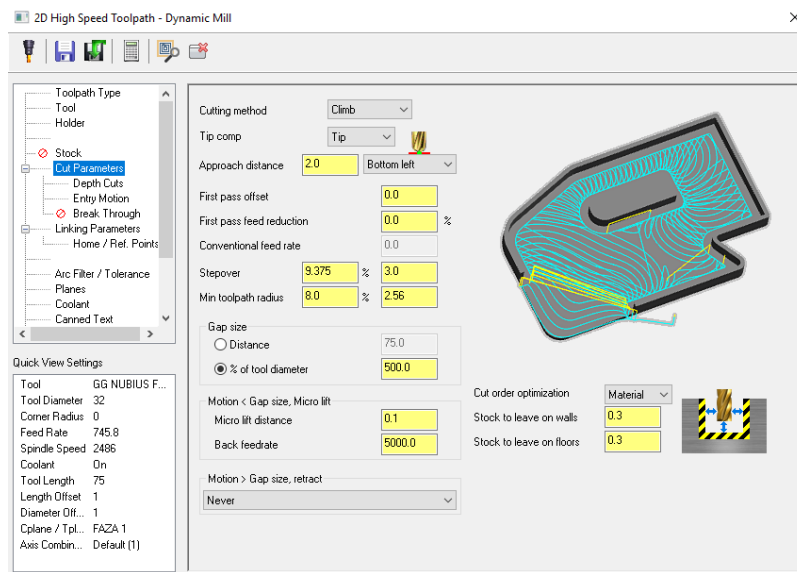 2D High Speed Toolpath - Dynamic Mill
Toolpath Type
Tool
Holder
Stock
Cut Parameters
Depth Cuts
Entry Motion
Break Through
Linking Parameters
Home / Ref. Points
Arc Filter / Tolerance
Planes
Coolant
Canned Text
Quick View Settings
Tool GG NUBIUS F...
Tool Diameter 32
Corner Radius 0
Feed Rate 745.8
Spindle Speed 2486
Coolant On
Tool Length 75
Length Offset 1
Diameter Off... 1
Cplane / Tpl... FAZA 1
Axis Combin... Default (1)
Cutting method Climb
Tip comp Tip
Approach distance 2.0 Bottom left
First pass offset 0.0
First pass feed reduction 0.0 %
Conventional feed rate 0.0
Stepover 9.375 % 3.0
Min toolpath radius 8.0 % 2.56
Gap size
Distance 75.0
% of tool diameter 500.0
Motion < Gap size, Micro lift
Micro lift distance 0.1
Back feedrate 5000.0
Motion > Gap size, retract
Never
Cut order optimization Material
Stock to leave on walls 0.3
Stock to leave on floors 0.3